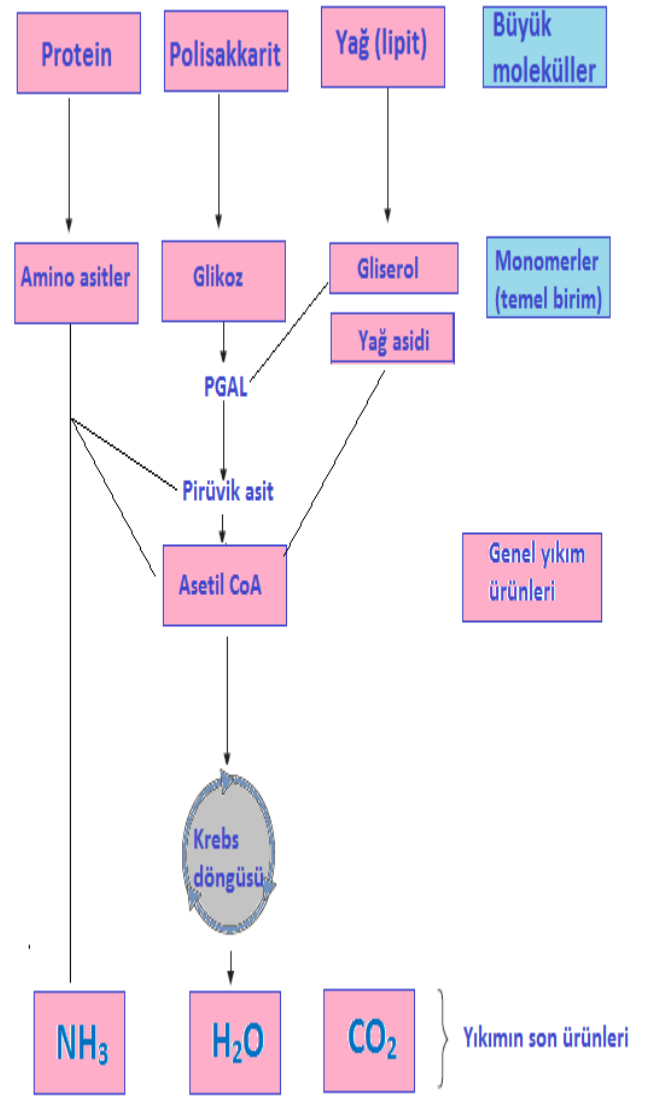 Protein
Polisakkarit
Yağ (lipit)
Büyük
moleküller
Amino asitler
Glikoz
Gliserol
Yağ asidi
Monomerler
(temel birim)
PGAL
Pirüvik asit
Asetil CoA
Genel yıkım
ürünleri
Krebs
döngüsü
NH₃
H₂O
CO₂
Yıkımın son ürünleri